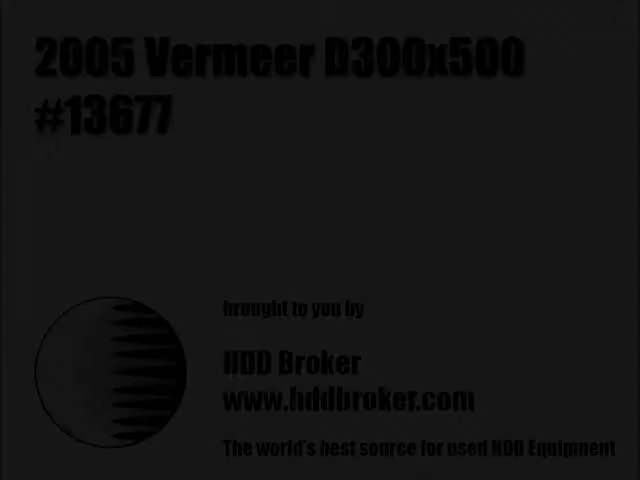 2005 Vermeer D300x500
#13677
brought to you by
HDD Broker
www.hddbroker.com
The world's best source for used HDD Equipment